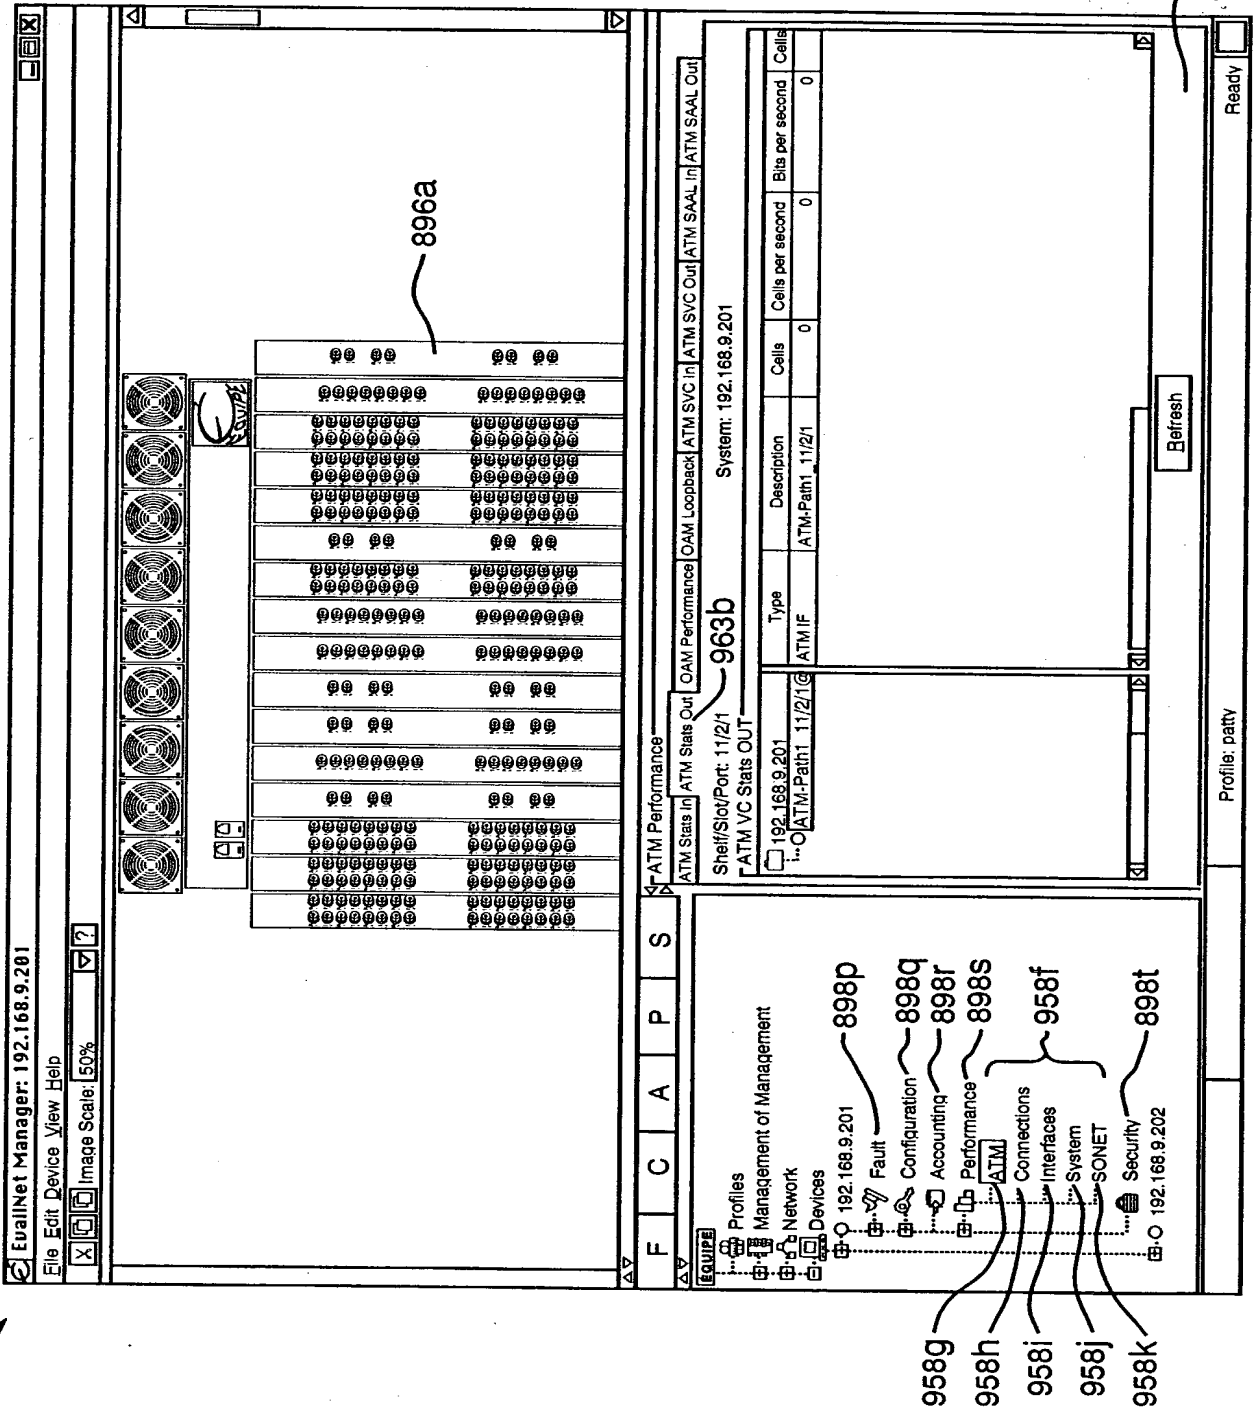 EuaIlNet Manager: 192.168.9.201
File Edit Device View Help
Image Scale: 50%
?
EQUIPE
896a
F C A P S
EQUIPE
Profiles
Management of Management
Network
Devices
192.168.9.201
Fault
Configuration
Accounting
Performance
ATM
Connections
Interfaces
System
SONET
Security
192.168.9.202
898p
898q
898r
898s
958f
898t
958g
958h
958i
958j
958k
ATM Performance
ATM Stats In ATM Stats Out OAM Performance OAM Loopback ATM SVC In ATM SVC Out ATM SAAL In ATM SAAL Out
963b
Shelf/Slot/Port: 11/2/1 System: 192.168.9.201
ATM VC Stats OUT
192.168.9.201
ATM-Path1_11/2/1@
Type Description Cells Cells per second Bits per second Cells
ATM IF ATM-Path1_11/2/1 0 0 0
Refresh
Profile: patty Ready